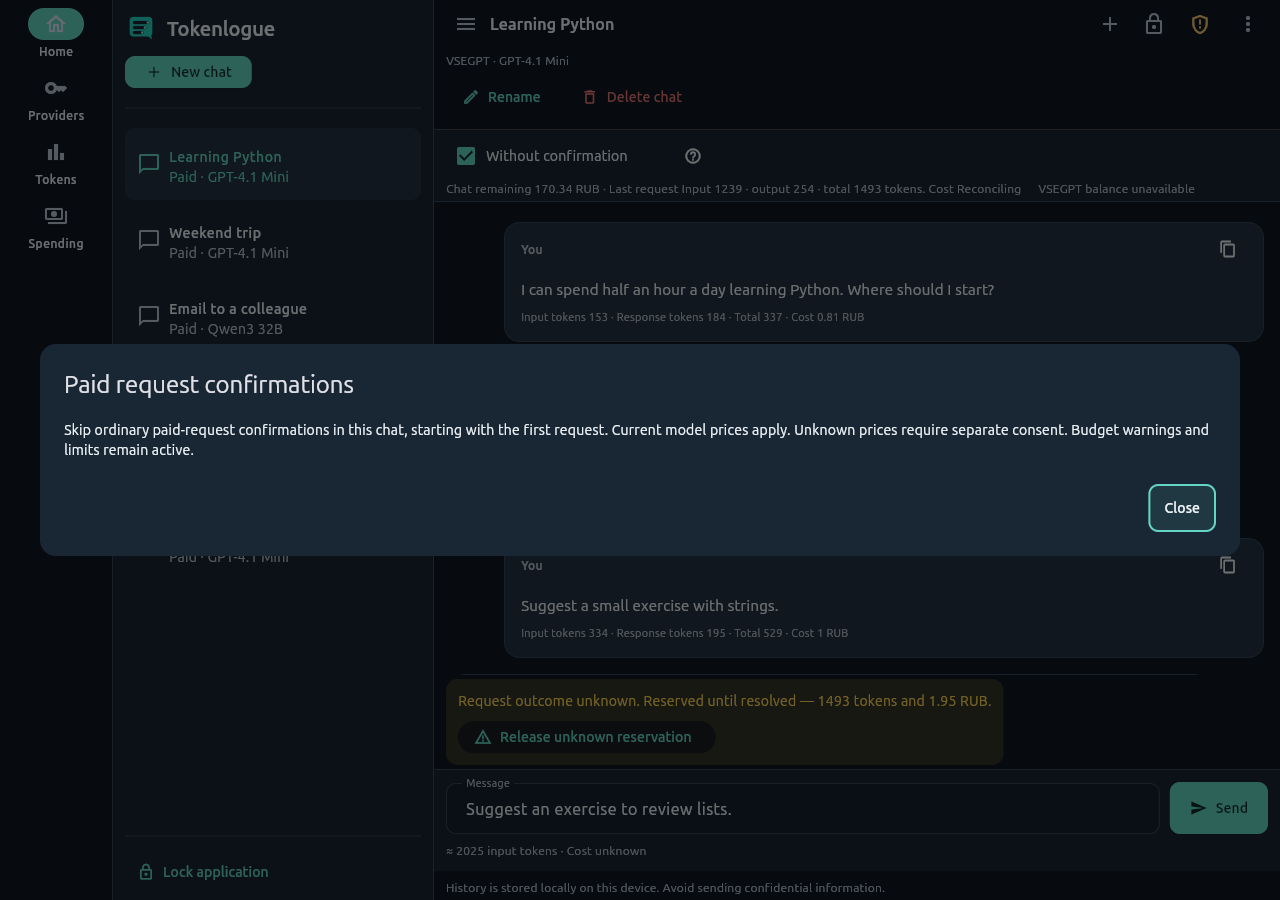 Home
Providers
Tokens
Spending
Tokenlogue
New chat
Learning Python
Paid · GPT-4.1 Mini
Weekend trip
Paid · GPT-4.1 Mini
Email to a colleague
Paid · Qwen3 32B
Paid · GPT-4.1 Mini
Lock application
Learning Python
VSEGPT · GPT-4.1 Mini
Rename
Delete chat
Without confirmation
Chat remaining 170.34 RUB · Last request Input 1239 · output 254 · total 1493 tokens. Cost Reconciling VSEGPT balance unavailable
You
I can spend half an hour a day learning Python. Where should I start?
Input tokens 153 · Response tokens 184 · Total 337 · Cost 0.81 RUB
Paid request confirmations
Skip ordinary paid-request confirmations in this chat, starting with the first request. Current model prices apply. Unknown prices require separate consent. Budget warnings and
limits remain active.
Close
You
Suggest a small exercise with strings.
Input tokens 334 · Response tokens 195 · Total 529 · Cost 1 RUB
Request outcome unknown. Reserved until resolved — 1493 tokens and 1.95 RUB.
Release unknown reservation
Message
Suggest an exercise to review lists.
Send
≈ 2025 input tokens · Cost unknown
History is stored locally on this device. Avoid sending confidential information.